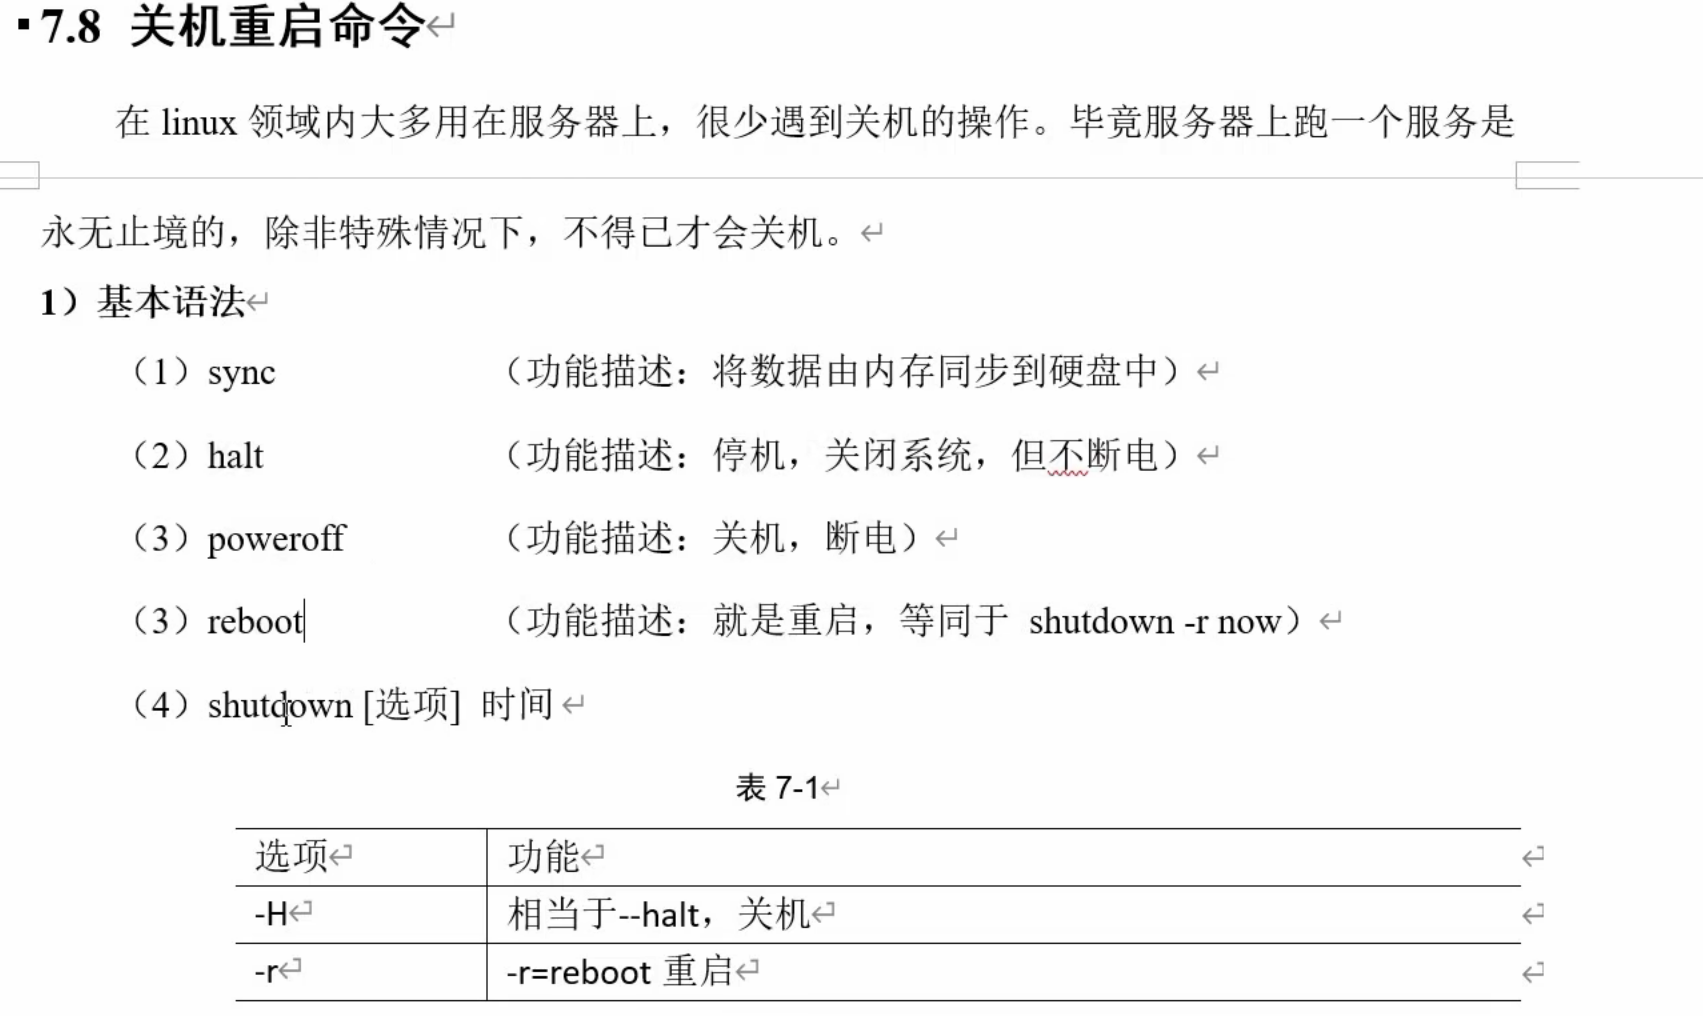 7.8 关机重启命令
在 linux 领域内大多用在服务器上，很少遇到关机的操作。毕竟服务器上跑一个服务是
永无止境的，除非特殊情况下，不得已才会关机。
1）基本语法
（1）sync （功能描述：将数据由内存同步到硬盘中）
（2）halt （功能描述：停机，关闭系统，但不断电）
（3）poweroff （功能描述：关机，断电）
（3）reboot （功能描述：就是重启，等同于 shutdown -r now）
（4）shutdown [选项] 时间
表 7-1
选项 功能
-H 相当于--halt，关机
-r -r=reboot 重启